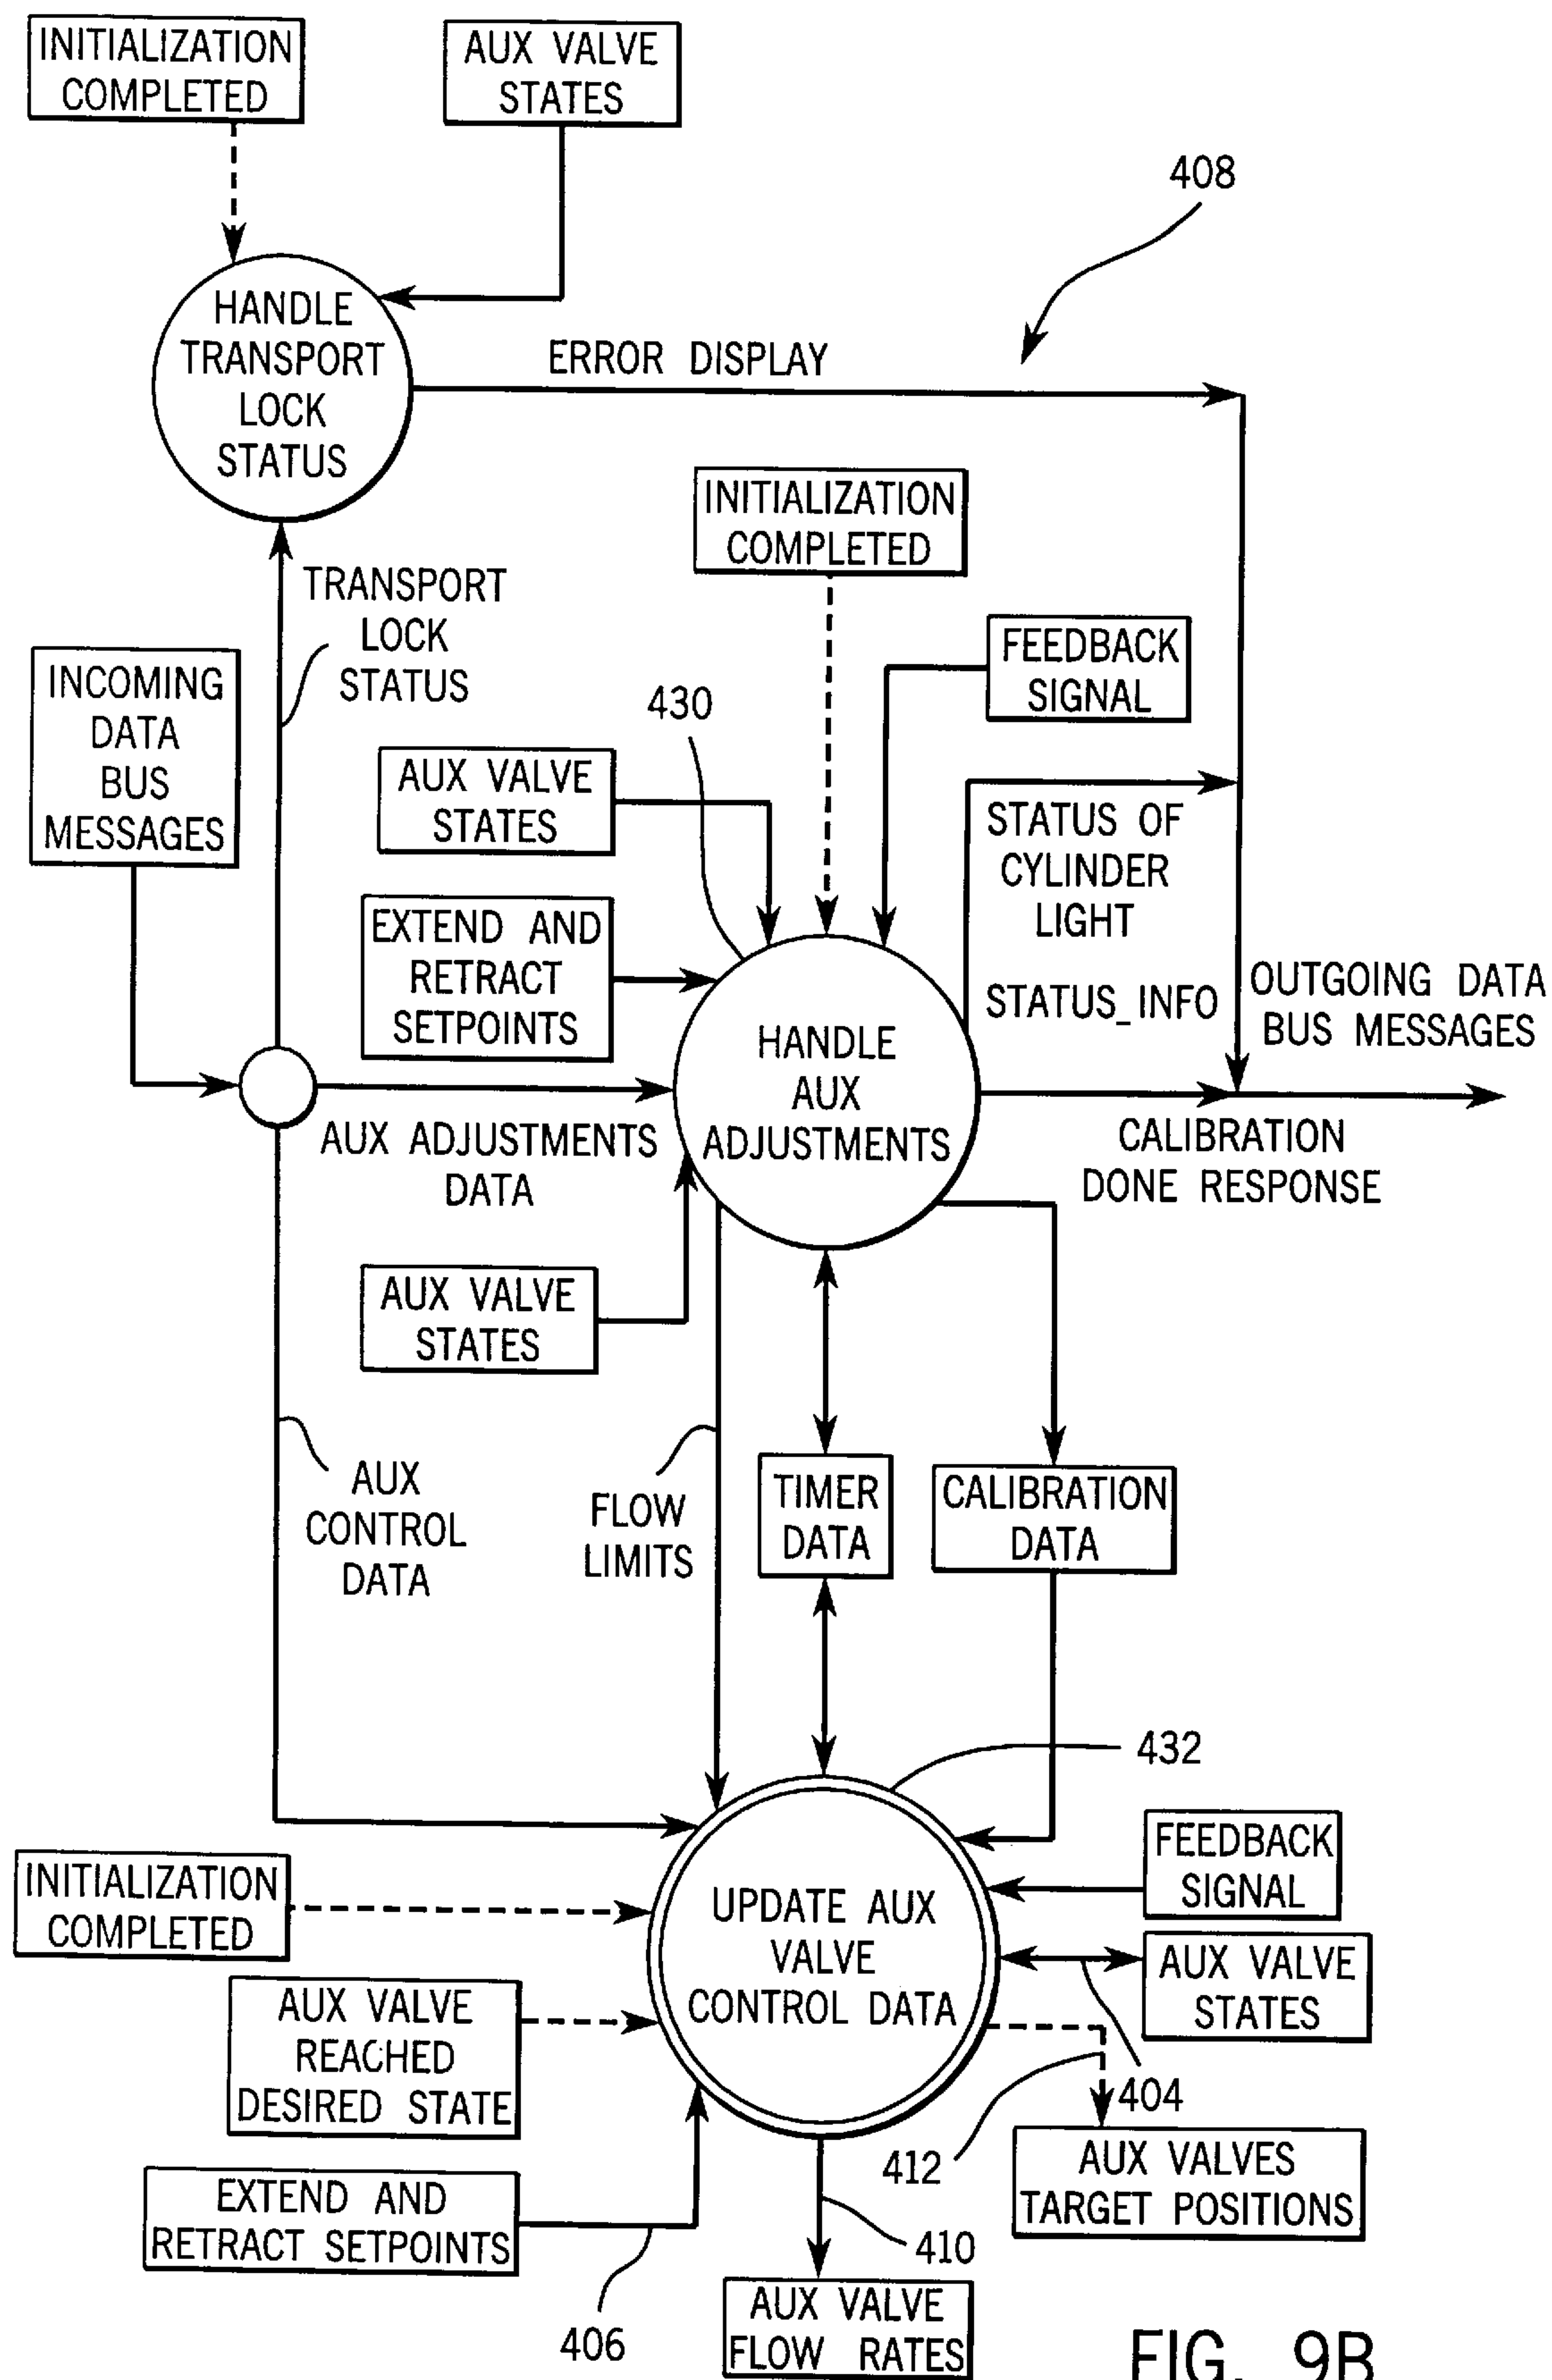 INITIALIZATION
COMPLETED
AUX VALVE
STATES
408
HANDLE
TRANSPORT
LOCK
STATUS
ERROR DISPLAY
INITIALIZATION
COMPLETED
TRANSPORT
LOCK
STATUS
FEEDBACK
SIGNAL
INCOMING
DATA
BUS
MESSAGES
430
AUX VALVE
STATES
STATUS OF
CYLINDER
LIGHT
EXTEND AND
RETRACT
SETPOINTS
STATUS_INFO
OUTGOING DATA
BUS MESSAGES
HANDLE
AUX
ADJUSTMENTS
AUX ADJUSTMENTS
DATA
CALIBRATION
DONE RESPONSE
AUX VALVE
STATES
AUX
CONTROL
DATA
FLOW
LIMITS
TIMER
DATA
CALIBRATION
DATA
432
FEEDBACK
SIGNAL
INITIALIZATION
COMPLETED
UPDATE AUX
VALVE
CONTROL DATA
AUX VALVE
STATES
AUX VALVE
REACHED
DESIRED STATE
404
412
AUX VALVES
TARGET POSITIONS
EXTEND AND
RETRACT SETPOINTS
410
406
AUX VALVE
FLOW RATES
FIG. 9B